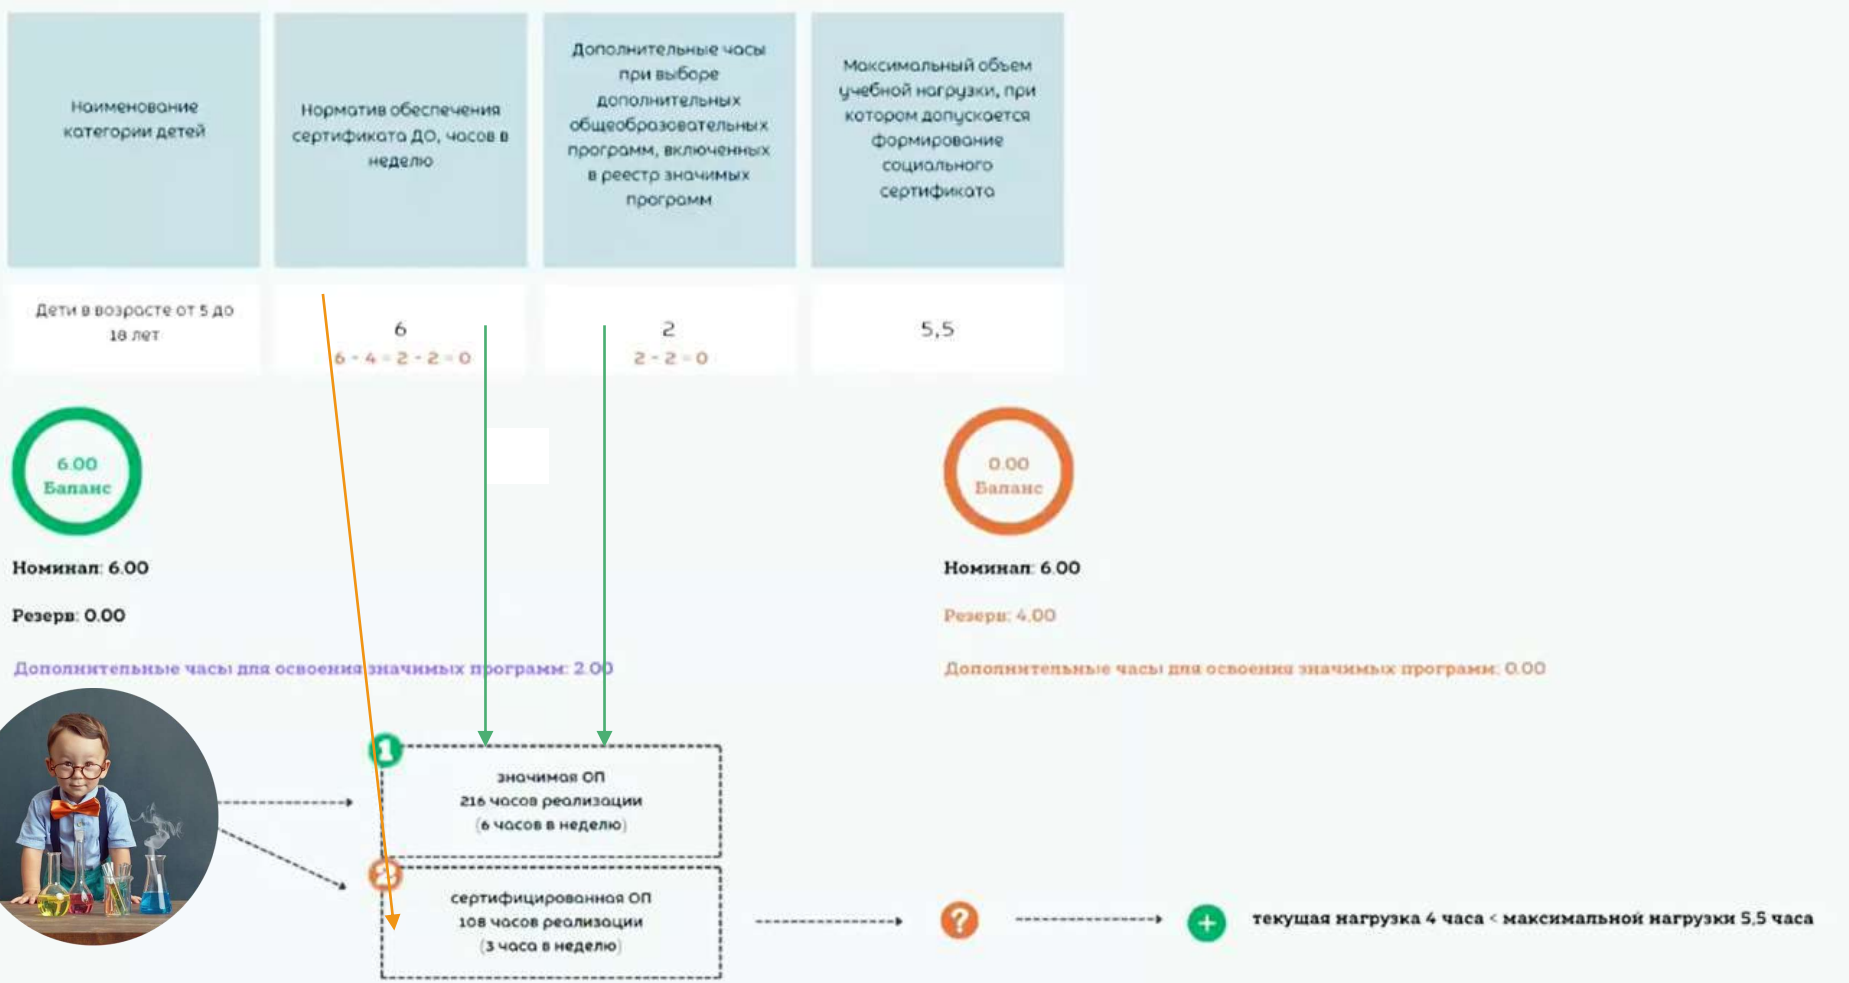 Наименование
категории детей
Норматив обеспечения
сертификата ДО, часов в
неделю
Дополнительные часы
при выборе
дополнительных
общеобразовательных
программ, включенных
в реестр значимых
программ
Максимальный объем
учебной нагрузки, при
котором допускается
формирование
социального
сертификата
Дети в возрасте от 5 до
18 лет
6
6 - 4 = 2 - 2 = 0
2
2 - 2 = 0
5,5
6.00
Баланс
Номинал: 6.00
Резерв: 0.00
Дополнительные часы для освоения значимых программ: 2.00
0.00
Баланс
Номинал: 6.00
Резерв: 4.00
Дополнительные часы для освоения значимых программ: 0.00
1
значимая ОП
216 часов реализации
(6 часов в неделю)
2
сертифицированная ОП
108 часов реализации
(3 часа в неделю)
?
+
текущая нагрузка 4 часа < максимальной нагрузки 5,5 часа